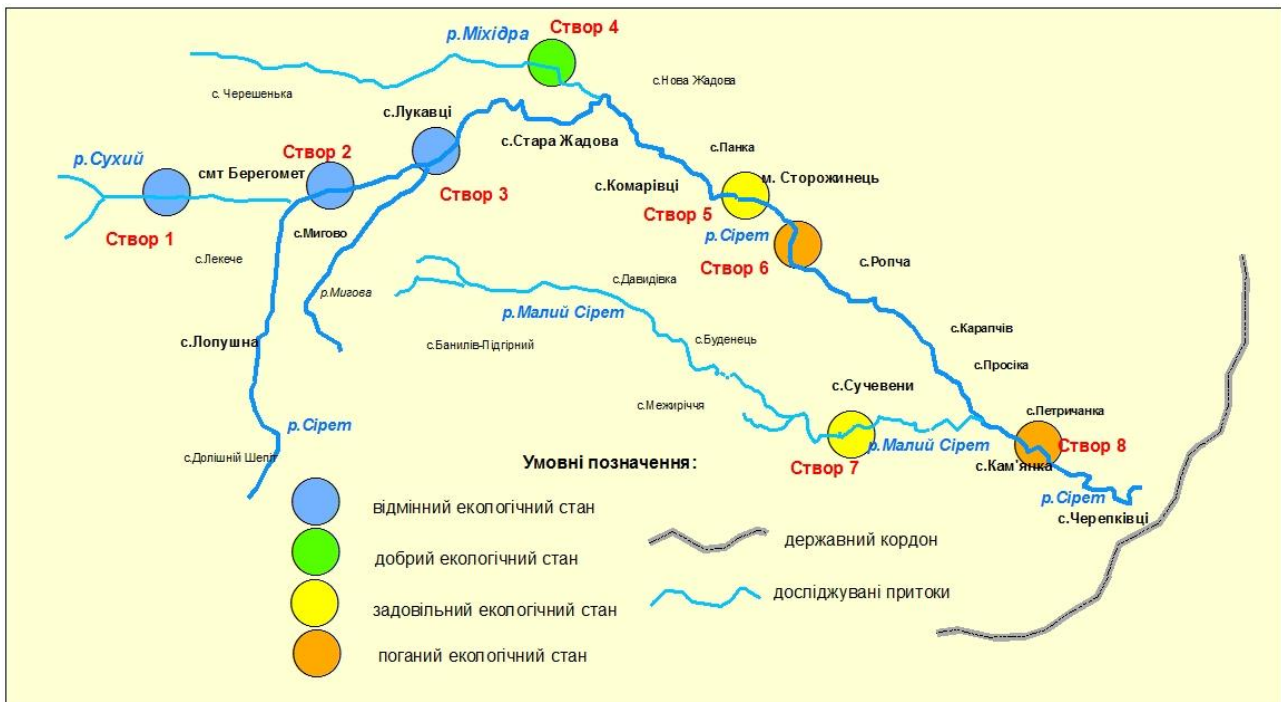 р.Міхідра
Створ 4
с. Черешенька
с.Нова Жадова
с.Лукавці
с.Стара Жадова
Створ 2
р.Сухий
смт Берегомет
Створ 3
Створ 1
с.Панка
с.Комарівці
м. Сторожинець
Створ 5
р.Сірет
Створ 6
с.Мигово
с.Лекече
р.Мигова
с.Давидівка
с.Ропча
р.Малий Сірет
с.Лопушна
с.Банилів-Підгірний
с.Буденець
с.Карапчів
с.Просіка
с.Сучевени
с.Межиріччя
с.Петричанка
р.Сірет
с.Долішній Шепіт
р.Малий Сірет
Створ 8
Створ 7
с.Кам'янка
р.Сірет
с.Черепківці
Умовні позначення:
відмінний екологічний стан
добрий екологічний стан
задовільний екологічний стан
поганий екологічний стан
державний кордон
досліджувані притоки